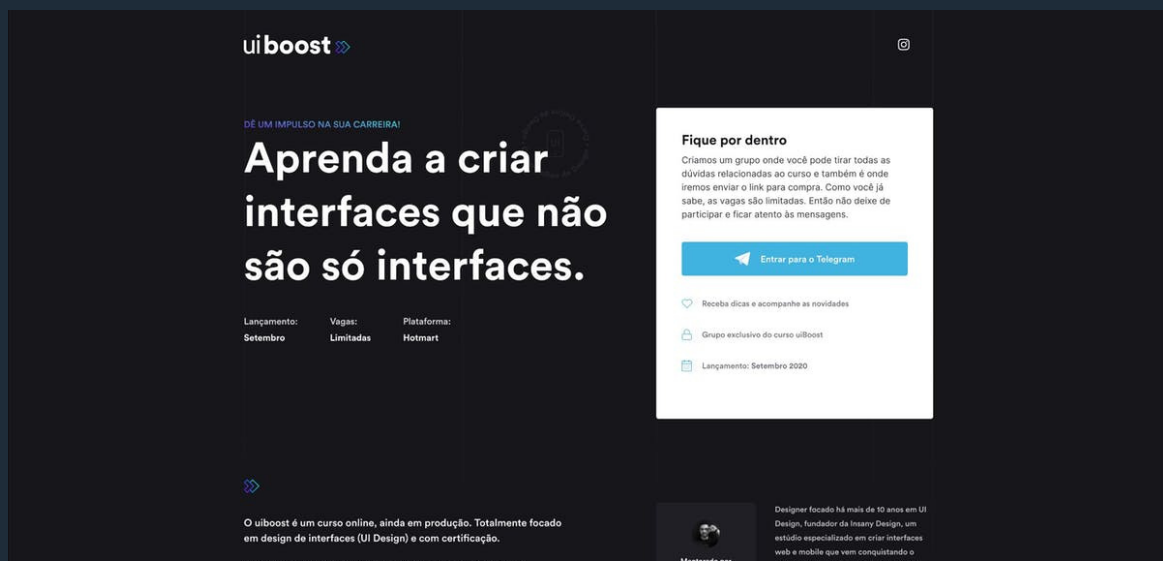 uiboost
DÊ UM IMPULSO NA SUA CARREIRA!
Aprenda a criar
interfaces que não
são só interfaces.
Lançamento:
Setembro
Vagas:
Limitadas
Plataforma:
Hotmart
Fique por dentro
Criamos um grupo onde você pode tirar todas as
dúvidas relacionadas ao curso e também é onde
iremos enviar o link para compra. Como você já
sabe, as vagas são limitadas. Então não deixe de
participar e ficar atento às mensagens.
Entrar para o Telegram
Receba dicas e acompanhe as novidades
Grupo exclusivo do curso uiBoost
Lançamento: Setembro 2020
O uiboost é um curso online, ainda em produção. Totalmente focado
em design de interfaces (UI Design) e com certificação.
Designer focado há mais de 10 anos em UI
Design, fundador da Insany Design, um
estúdio especializado em criar interfaces
web e mobile que vem conquistando o